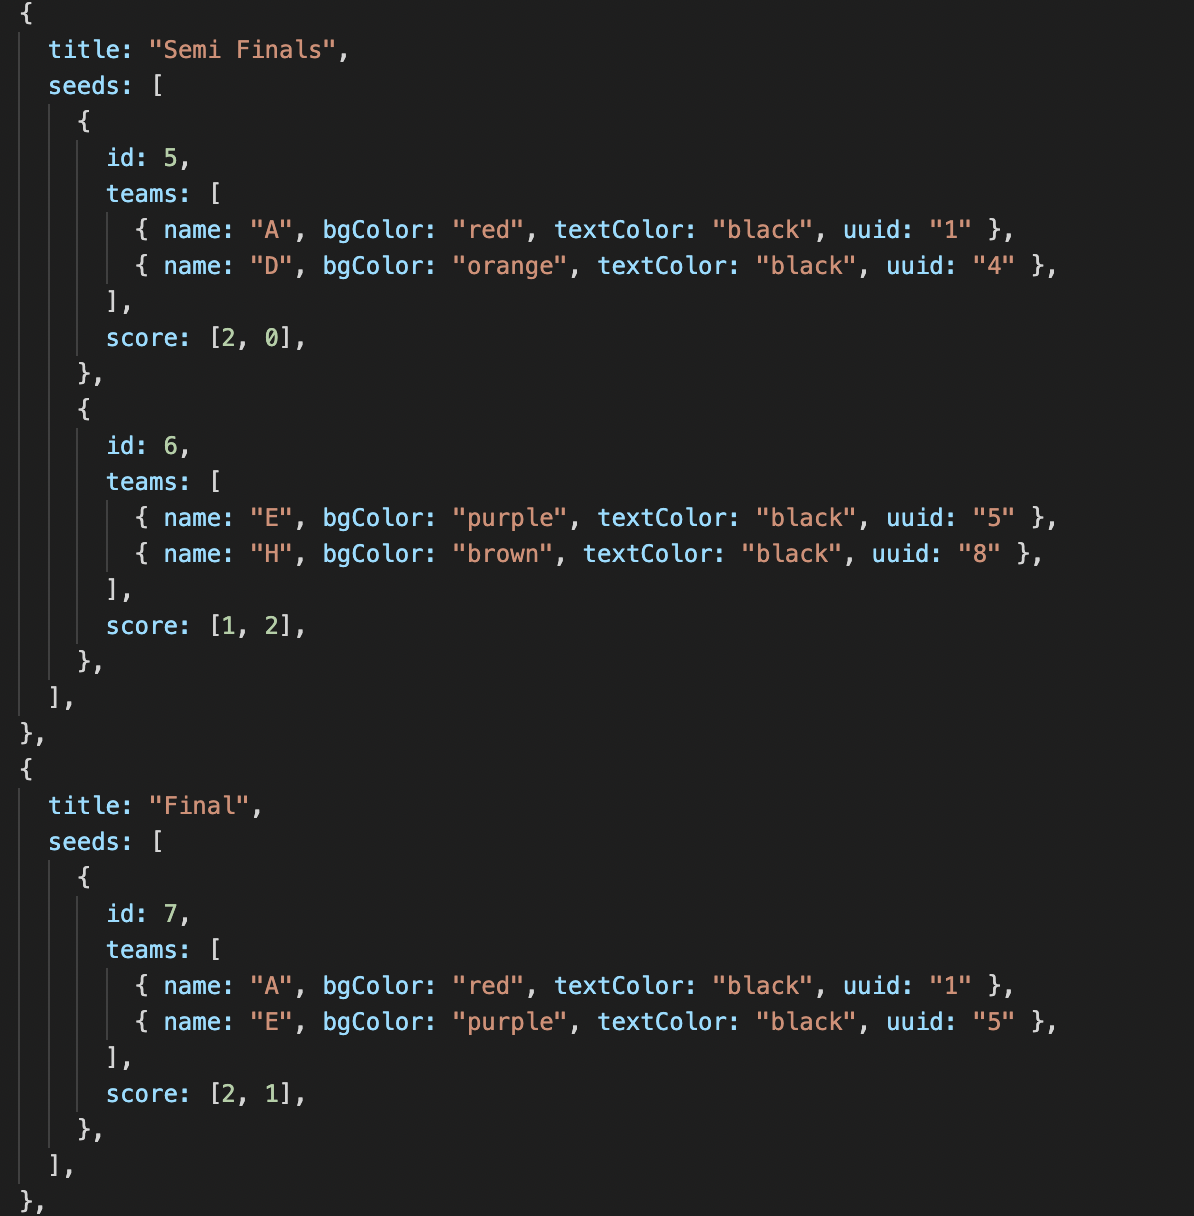 {
  title: "Semi Finals",
  seeds: [
    {
      id: 5,
      teams: [
        { name: "A", bgColor: "red", textColor: "black", uuid: "1" },
        { name: "D", bgColor: "orange", textColor: "black", uuid: "4" },
      ],
      score: [2, 0],
    },
    {
      id: 6,
      teams: [
        { name: "E", bgColor: "purple", textColor: "black", uuid: "5" },
        { name: "H", bgColor: "brown", textColor: "black", uuid: "8" },
      ],
      score: [1, 2],
    },
  ],
},
{
  title: "Final",
  seeds: [
    {
      id: 7,
      teams: [
        { name: "A", bgColor: "red", textColor: "black", uuid: "1" },
        { name: "E", bgColor: "purple", textColor: "black", uuid: "5" },
      ],
      score: [2, 1],
    },
  ],
},